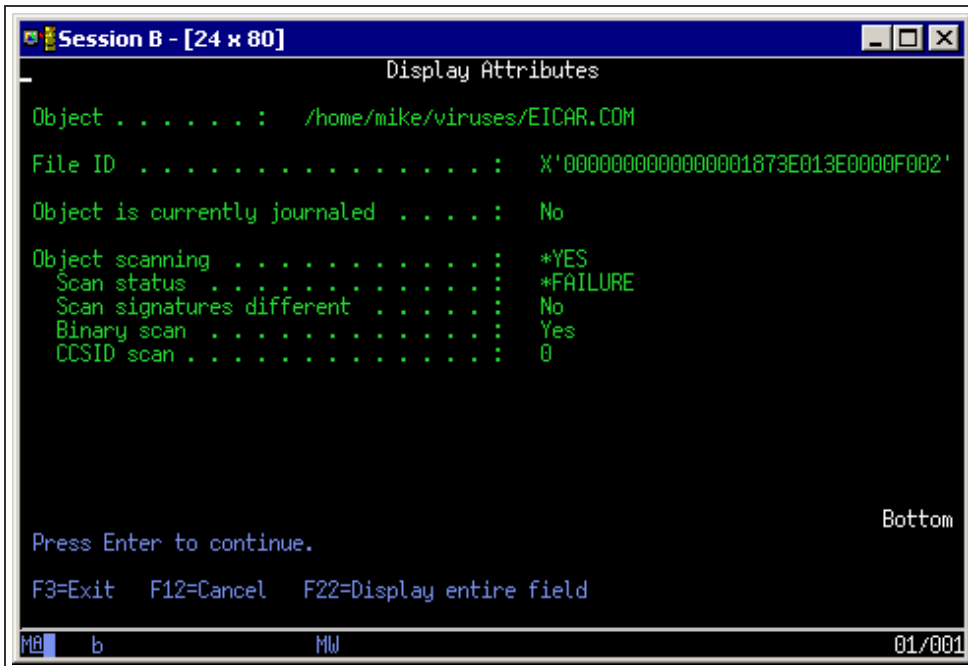 Session B - [24 x 80]
Display Attributes
Object . . . . . . : /home/mike/viruses/EICAR.COM
File ID . . . . . . . . . . . . . . . : X'0000000000000001873E013E0000F002'
Object is currently journaled . . . . : No
Object scanning . . . . . . . . . . . : *YES
Scan status . . . . . . . . . . . . : *FAILURE
Scan signatures different . . . . . : No
Binary scan . . . . . . . . . . . . : Yes
CCSID scan . . . . . . . . . . . . . : 0
Bottom
Press Enter to continue.
F3=Exit F12=Cancel F22=Display entire field
MA b MW 01/001